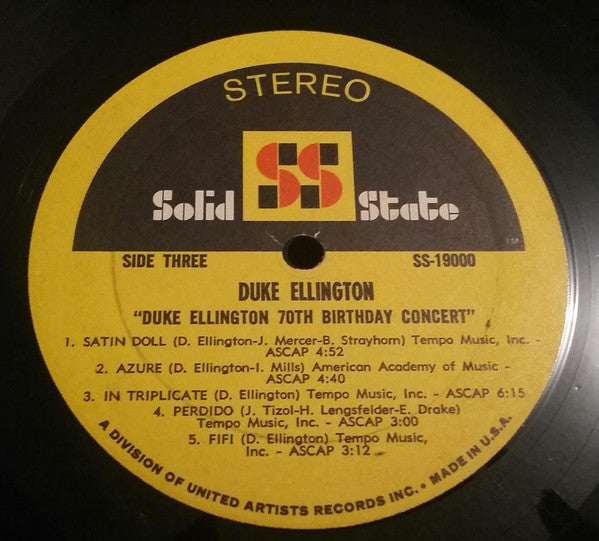 STEREO
SS
Solid State
TM
SIDE THREE SS-19000
DUKE ELLINGTON
"DUKE ELLINGTON 70TH BIRTHDAY CONCERT"
1. SATIN DOLL (D. Ellington-J. Mercer-B. Strayhorn) Tempo Music, Inc. -
ASCAP 4:52
2. AZURE (D. Ellington-I. Mills) American Academy of Music -
ASCAP 4:40
3. IN TRIPLICATE (D. Ellington) Tempo Music, Inc. - ASCAP 6:15
4. PERDIDO (J. Tizol-H. Lengsfelder-E. Drake)
Tempo Music, Inc. - ASCAP 3:00
5. FIFI (D. Ellington) Tempo Music,
Inc. - ASCAP 3:12
A DIVISION OF UNITED ARTISTS RECORDS INC. • MADE IN U.S.A.